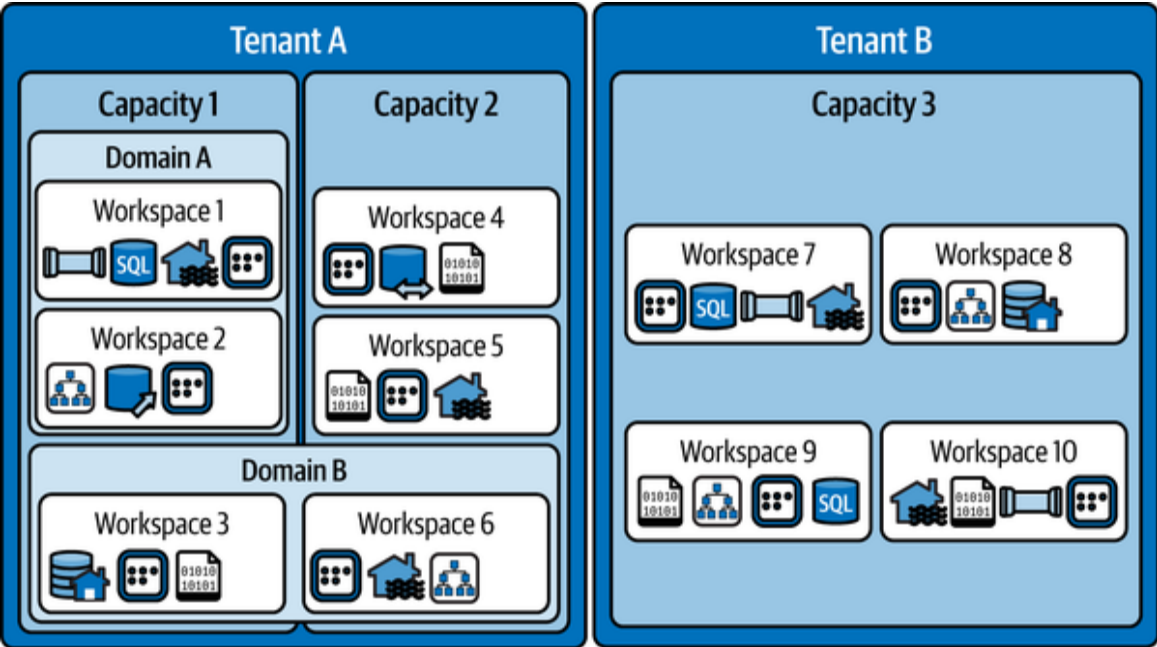 Tenant A
Capacity 1
Capacity 2
Domain A
Workspace 1
SQL
Workspace 2
Workspace 4
01010
10101
Workspace 5
01010
10101
Domain B
Workspace 3
01010
10101
Workspace 6
Tenant B
Capacity 3
Workspace 7
SQL
Workspace 8
Workspace 9
01010
10101
SQL
Workspace 10
01010
10101